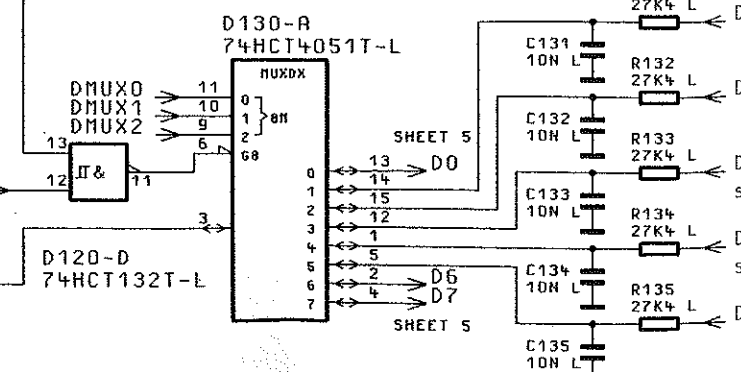 27K4 L
D130-A
74HCT4051T-L
C131
10N L
MUXDX
R132
27K4 L
DMUX0 11 0
DMUX1 10 1 8M
DMUX2 9 2
6 G8
C132
10N L
SHEET 5
R133
27K4 L
13
&
12
11
0 13 D0
1 14
2 15
3 12
4 1
5 5
6 2 D6
7 4 D7
SHEET 5
C133
10N L
R134
27K4 L
3
D120-D
74HCT132T-L
C134
10N L
R135
27K4 L
C135
10N L